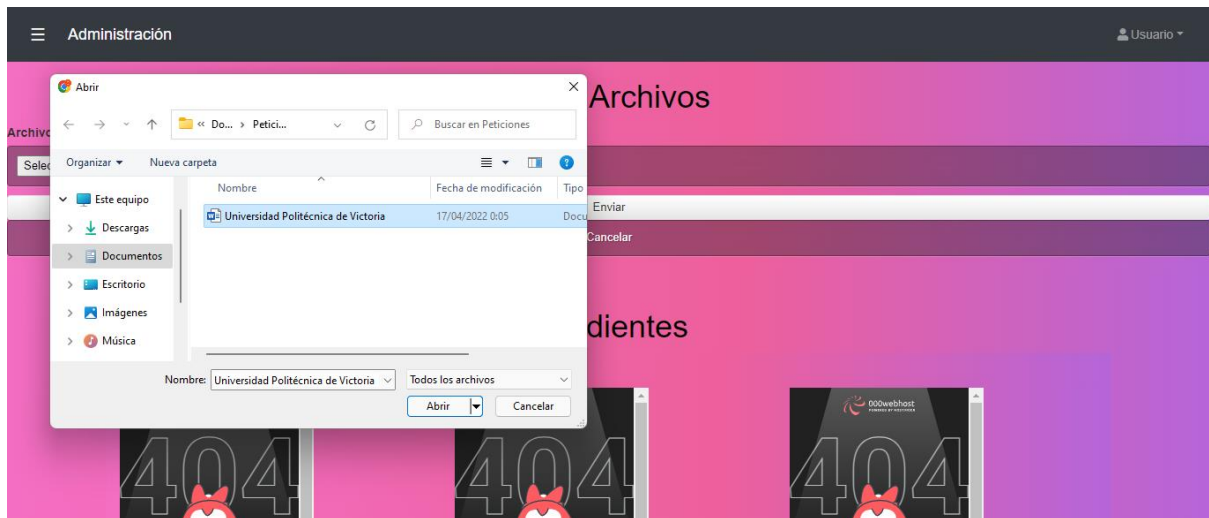 ☰ Administración
Usuario
Abrir
Archivos
« Do... › Petici...
Buscar en Peticiones
Archivo
Selec
Organizar
Nueva carpeta
Nombre
Fecha de modificación
Tipo
Este equipo
Universidad Politécnica de Victoria
17/04/2022 0:05
Docu
Enviar
Descargas
Cancelar
Documentos
Escritorio
Imágenes
Música
dientes
Nombre:
Universidad Politécnica de Victoria
Todos los archivos
Abrir
Cancelar
000webhost
404
404
404